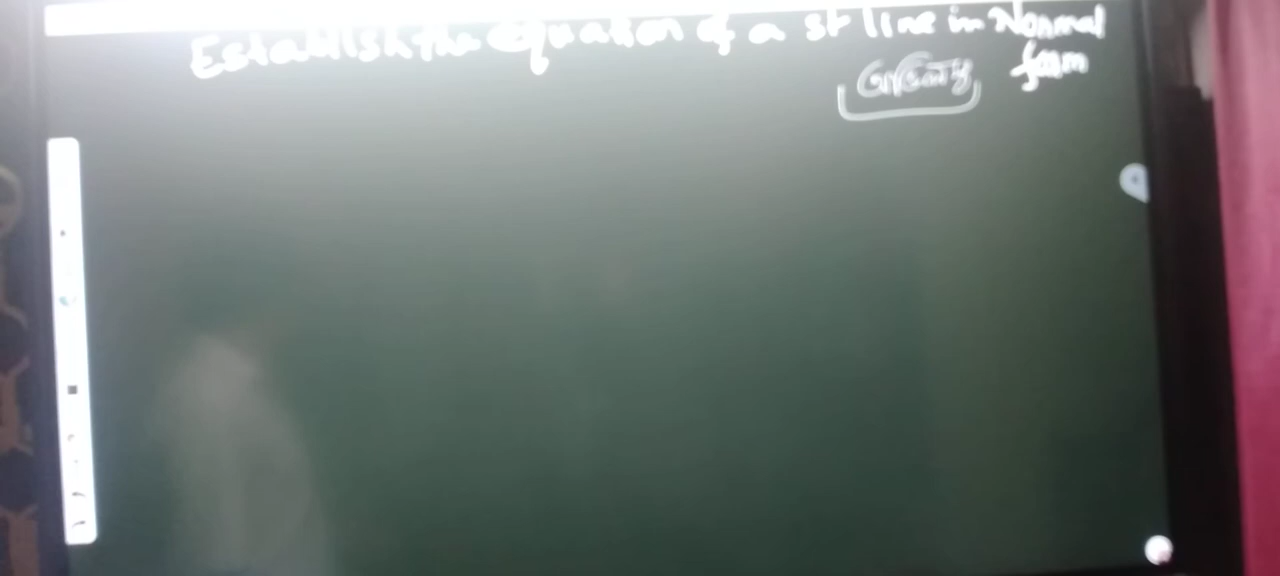 Establish the equation of a st line in Normal
form